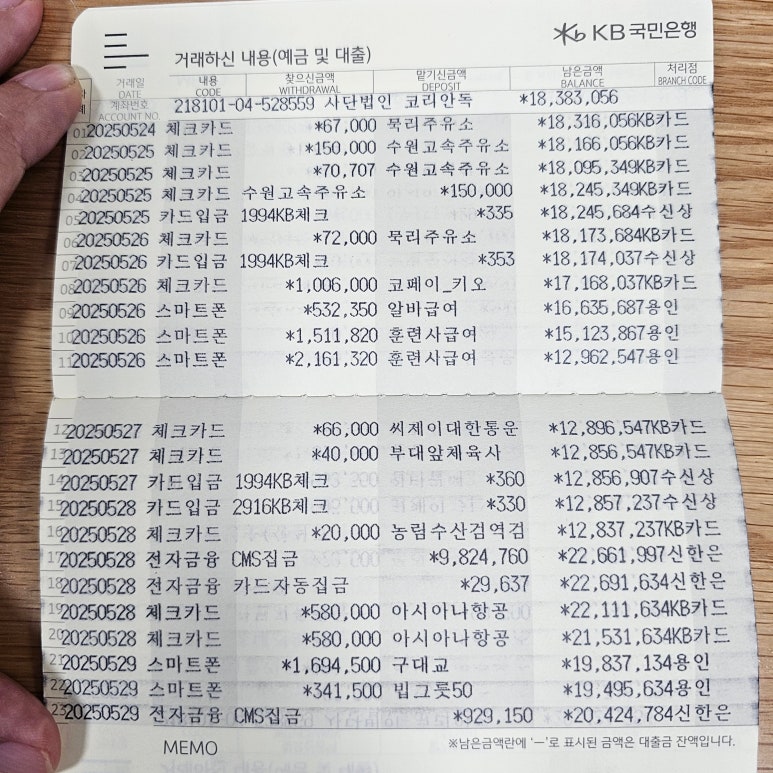 KB국민은행
거래하신 내용(예금 및 대출)
거래일 DATE 내용 CODE 찾으신금액 WITHDRAWAL 맡기신금액 DEPOSIT 남은금액 BALANCE 처리점 BRANCH CODE
계좌번호 ACCOUNT NO. 218101-04-528559 사단법인 코리안독 *18,383,056
01 20250524 체크카드 *67,000 묵리주유소 *18,316,056KB카드
02 20250525 체크카드 *150,000 수원고속주유소 *18,166,056KB카드
03 20250525 체크카드 *70,707 수원고속주유소 *18,095,349KB카드
04 20250525 체크카드 수원고속주유소 *150,000 *18,245,349KB카드
05 20250525 카드입금 1994KB체크 *335 *18,245,684수신상
06 20250526 체크카드 *72,000 묵리주유소 *18,173,684KB카드
07 20250526 카드입금 1994KB체크 *353 *18,174,037수신상
08 20250526 체크카드 *1,006,000 코페이_키오 *17,168,037KB카드
09 20250526 스마트폰 *532,350 알바급여 *16,635,687용인
10 20250526 스마트폰 *1,511,820 훈련사급여 *15,123,867용인
11 20250526 스마트폰 *2,161,320 훈련사급여 *12,962,547용인
12 20250527 체크카드 *66,000 씨제이대한통운 *12,896,547KB카드
13 20250527 체크카드 *40,000 부대앞체육사 *12,856,547KB카드
14 20250527 카드입금 1994KB체크 *360 *12,856,907수신상
15 20250528 카드입금 2916KB체크 *330 *12,857,237수신상
16 20250528 체크카드 *20,000 농림수산검역검 *12,837,237KB카드
17 20250528 전자금융 CMS집금 *9,824,760 *22,661,997신한은
18 20250528 전자금융 카드자동집금 *29,637 *22,691,634신한은
19 20250528 체크카드 *580,000 아시아나항공 *22,111,634KB카드
20 20250528 체크카드 *580,000 아시아나항공 *21,531,634KB카드
21 20250529 스마트폰 *1,694,500 구대교 *19,837,134용인
22 20250529 스마트폰 *341,500 빕그릇50 *19,495,634용인
23 20250529 전자금융 CMS집금 *929,150 *20,424,784신한은
※남은금액란에 '―'로 표시된 금액은 대출금 잔액입니다.
MEMO